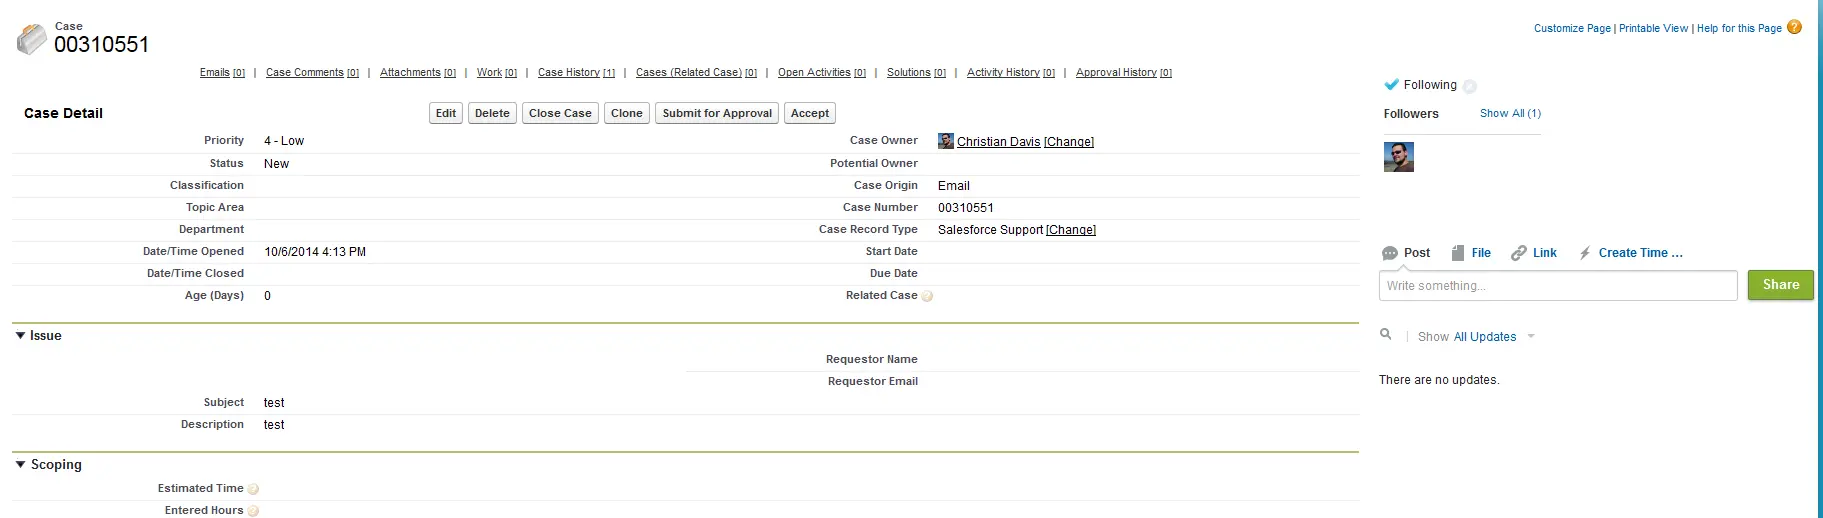 Case
00310551
Customize Page | Printable View | Help for this Page ?
Emails [0] | Case Comments [0] | Attachments [0] | Work [0] | Case History [1] | Cases (Related Case) [0] | Open Activities [0] | Solutions [0] | Activity History [0] | Approval History [0]
Case Detail
Edit Delete Close Case Clone Submit for Approval Accept
Priority 4 - Low Case Owner Christian Davis [Change]
Status New Potential Owner
Classification Case Origin Email
Topic Area Case Number 00310551
Department Case Record Type Salesforce Support [Change]
Date/Time Opened 10/6/2014 4:13 PM Start Date
Date/Time Closed Due Date
Age (Days) 0 Related Case ?
Issue
Requestor Name
Requestor Email
Subject test
Description test
Scoping
Estimated Time ?
Entered Hours ?
Following
Followers Show All (1)
Post File Link Create Time ...
Write something... Share
Show All Updates
There are no updates.